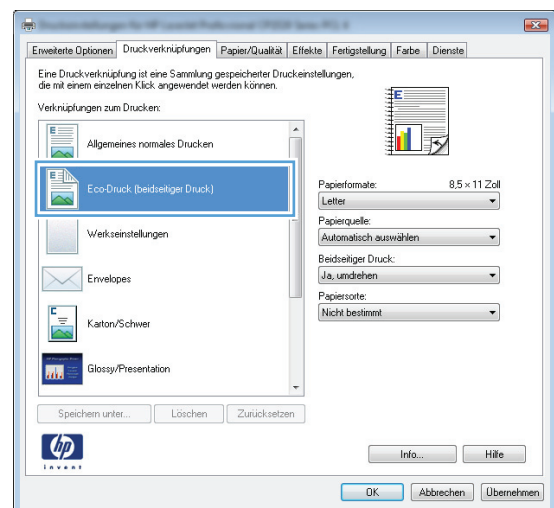 Erweiterte Optionen Druckverknüpfungen Papier/Qualität Effekte Fertigstellung Farbe Dienste
Eine Druckverknüpfung ist eine Sammlung gespeicherter Druckeinstellungen,
die mit einem einzelnen Klick angewendet werden können.
Verknüpfungen zum Drucken:
Allgemeines normales Drucken
Eco-Druck (beidseitiger Druck)
Werkseinstellungen
Envelopes
Karton/Schwer
Glossy/Presentation
Speichern unter... Löschen Zurücksetzen
Papierformate: 8,5 × 11 Zoll
Letter
Papierquelle:
Automatisch auswählen
Beidseitiger Druck:
Ja, umdrehen
Papiersorte:
Nicht bestimmt
hp
invent
Info... Hilfe
OK Abbrechen Übernehmen